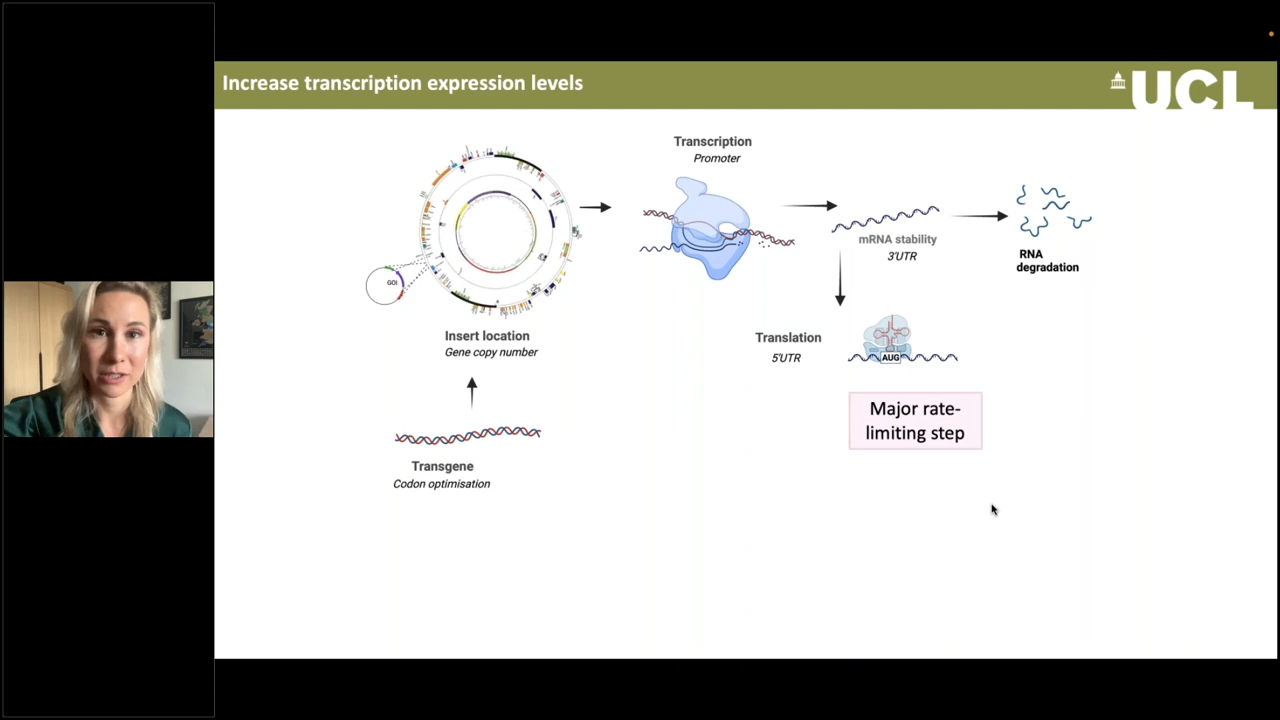 Increase transcription expression levels
UCL
Transcription
Promoter
GOI
mRNA stability
3'UTR
RNA
degradation
Insert location
Gene copy number
Translation
5'UTR
AUG
Major rate-
limiting step
Transgene
Codon optimisation